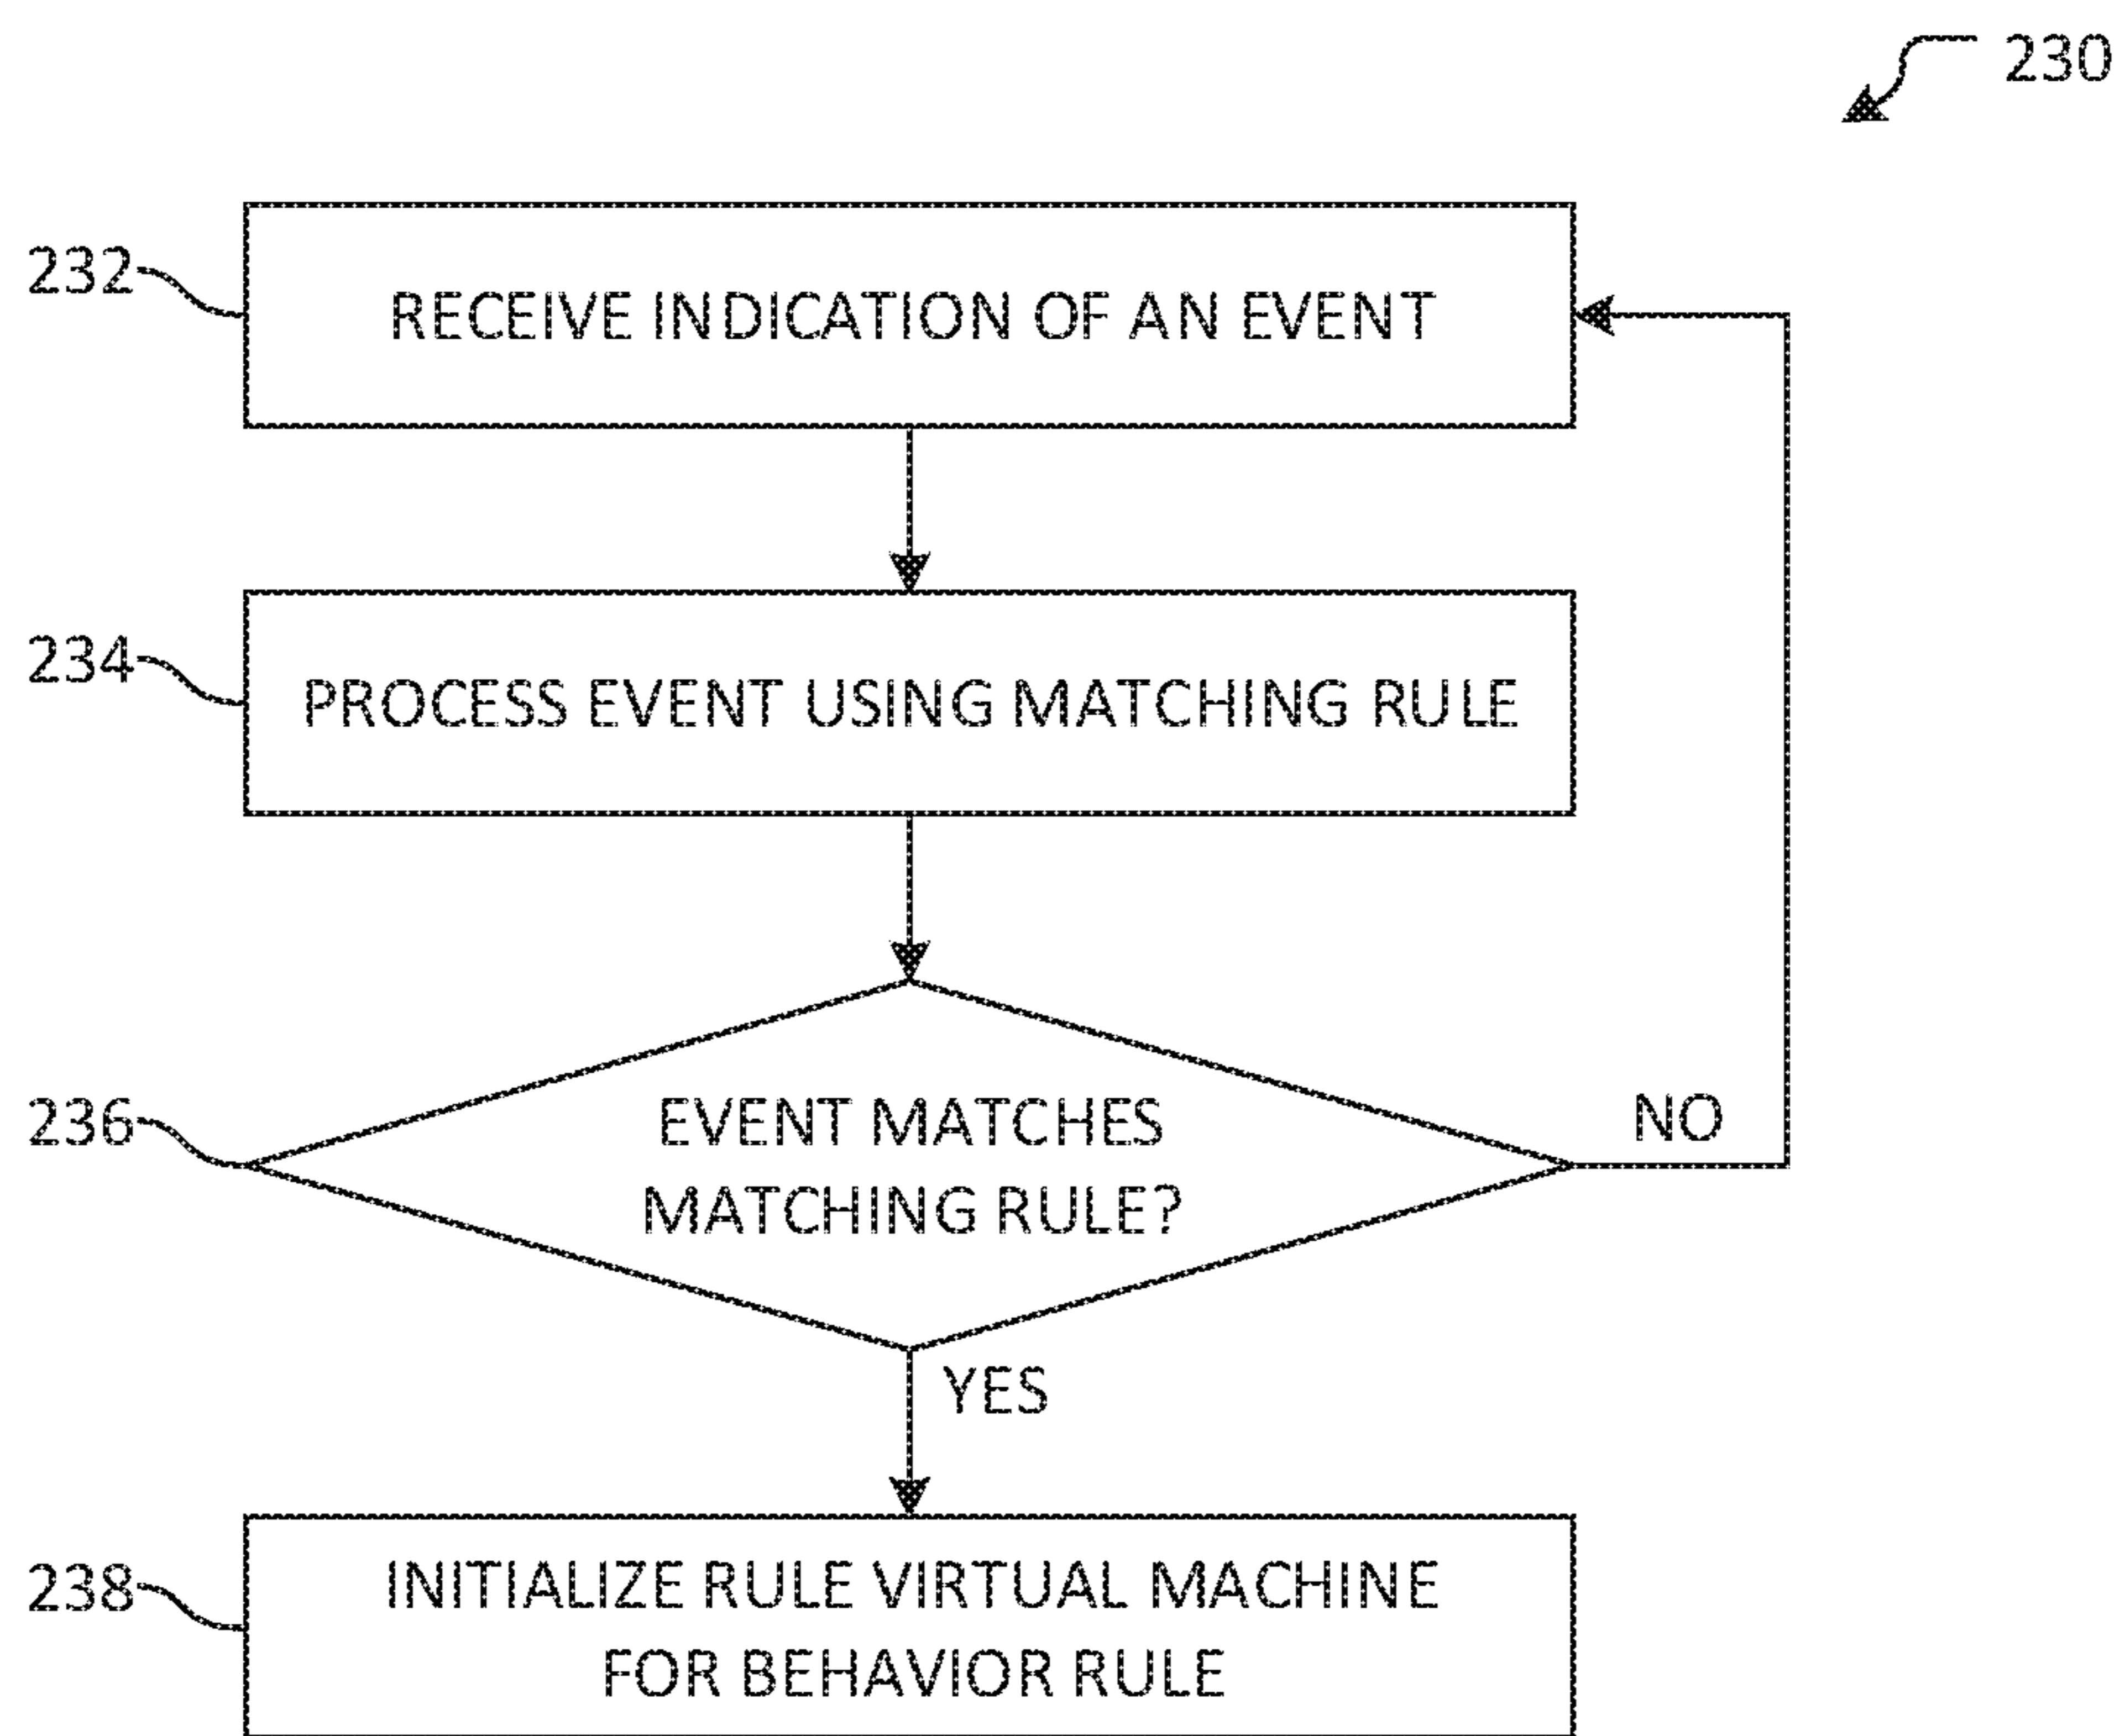 230
232
RECEIVE INDICATION OF AN EVENT
234
PROCESS EVENT USING MATCHING RULE
236
EVENT MATCHES
MATCHING RULE?
NO
YES
238
INITIALIZE RULE VIRTUAL MACHINE
FOR BEHAVIOR RULE